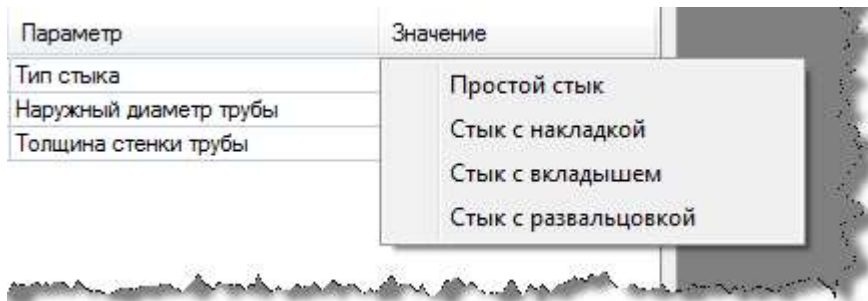 Параметр Значение
Тип стыка
Наружный диаметр трубы
Толщина стенки трубы
Простой стык
Стык с накладкой
Стык с вкладышем
Стык с развальцовкой